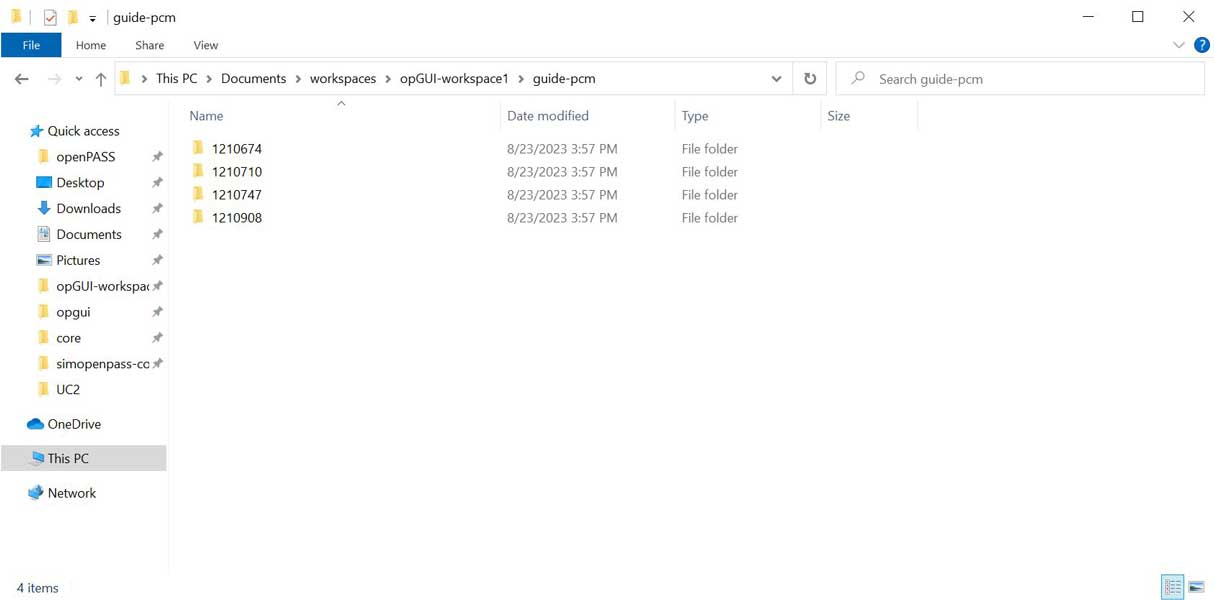 guide-pcm
File Home Share View
This PC Documents workspaces opGUI-workspace1 guide-pcm
Search guide-pcm
Name Date modified Type Size
Quick access
openPASS
Desktop
Downloads
Documents
Pictures
opGUI-workspac
opgui
core
simopenpass-co
UC2
OneDrive
This PC
Network
1210674 8/23/2023 3:57 PM File folder
1210710 8/23/2023 3:57 PM File folder
1210747 8/23/2023 3:57 PM File folder
1210908 8/23/2023 3:57 PM File folder
4 items